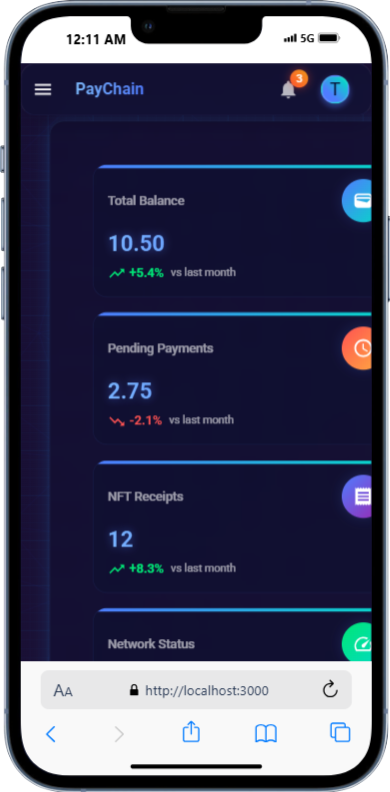 12:11 AM 5G
PayChain 3 T
Total Balance
10.50
+5.4% vs last month
Pending Payments
2.75
-2.1% vs last month
NFT Receipts
12
+8.3% vs last month
Network Status
AA http://localhost:3000